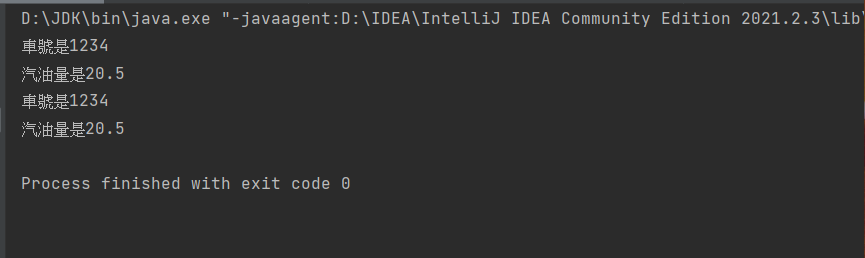 D:\JDK\bin\java.exe "-javaagent:D:\IDEA\IntelliJ IDEA Community Edition 2021.2.3\lib\
車號是1234
汽油量是20.5
車號是1234
汽油量是20.5
Process finished with exit code 0